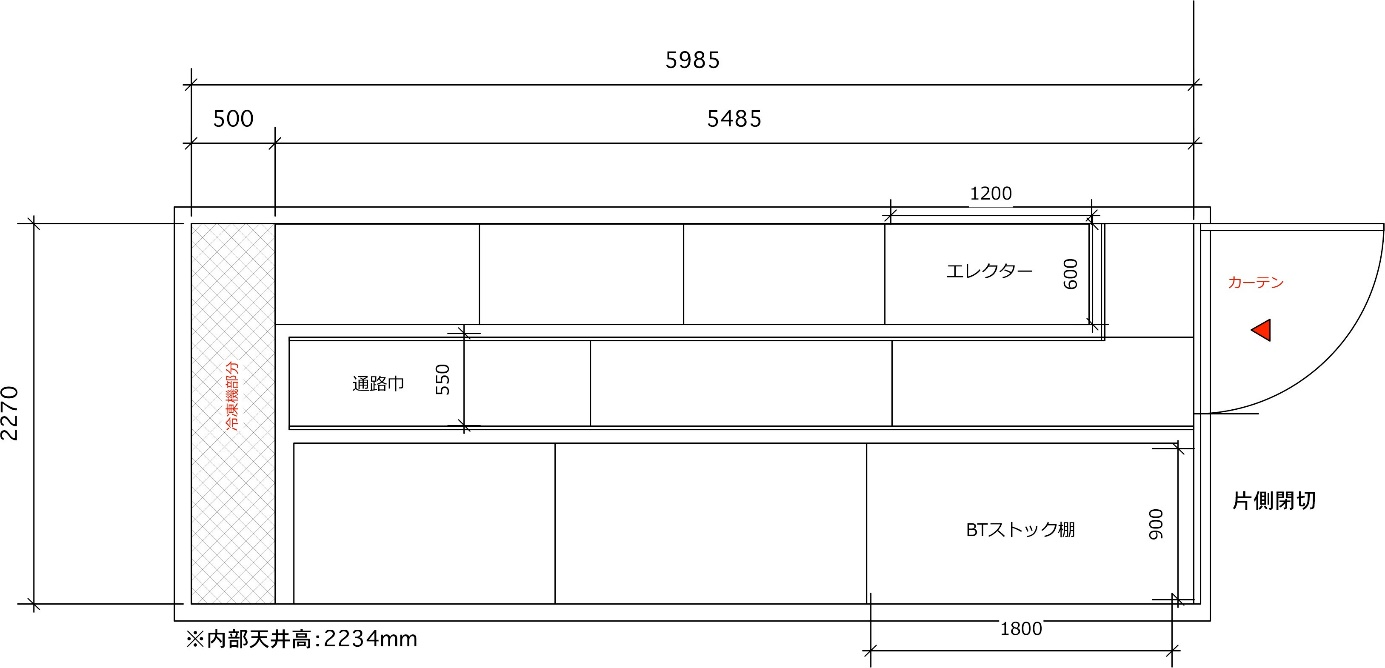 5985
500
5485
1200
エレクター
600
カーテン
2270
冷凍機部分
通路巾
550
BTストック棚
900
片側閉切
1800
※内部天井高:2234mm